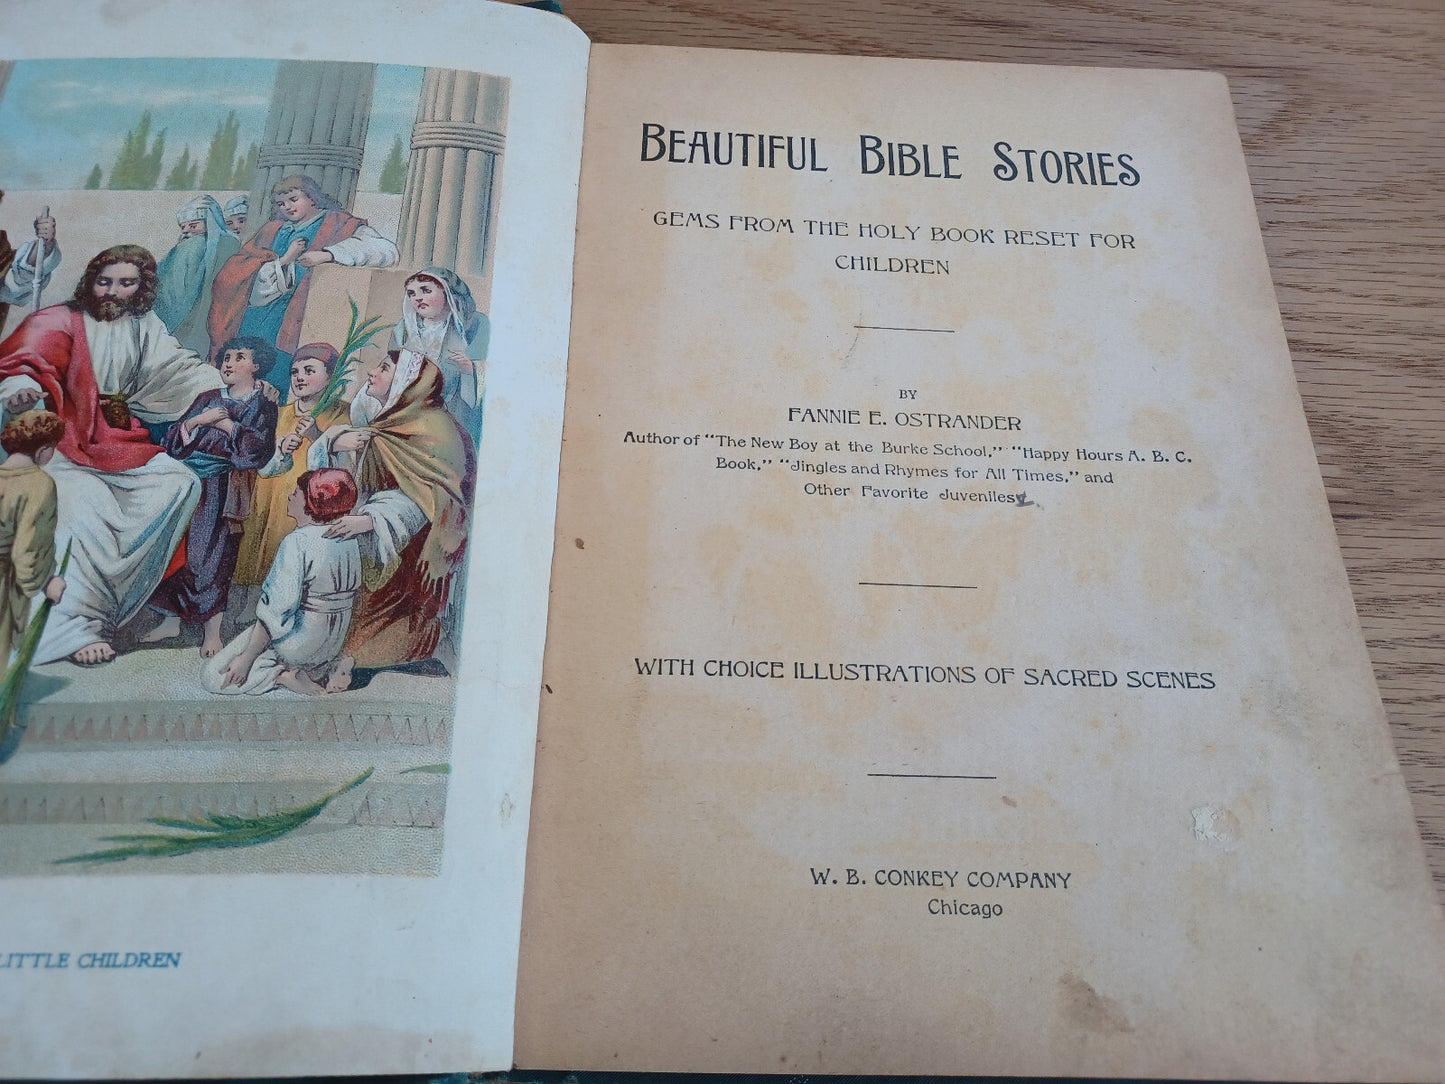 LITTLE CHILDREN
BEAUTIFUL BIBLE STORIES
GEMS FROM THE HOLY BOOK RESET FOR
CHILDREN
BY
FANNIE E. OSTRANDER
Author of "The New Boy at the Burke School," "Happy Hours A. B. C.
Book," "Jingles and Rhymes for All Times," and
Other Favorite Juveniles
WITH CHOICE ILLUSTRATIONS OF SACRED SCENES
W. B. CONKEY COMPANY
Chicago